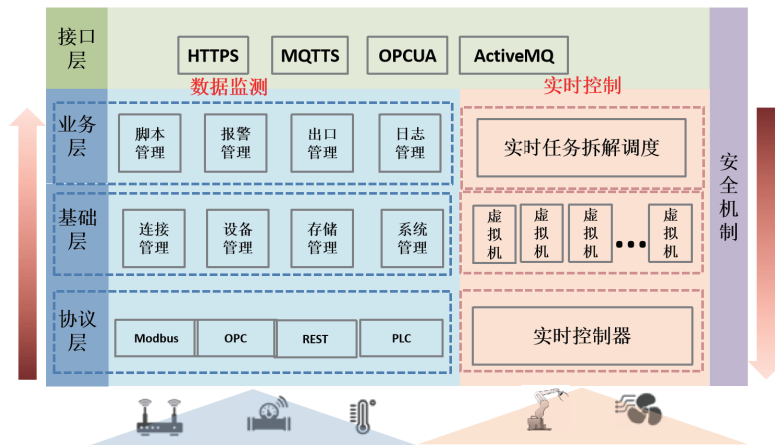 接口
层
HTTPS
MQTTS
OPCUA
ActiveMQ
数据监测
实时控制
业务
层
脚本
管理
报警
管理
出口
管理
日志
管理
实时任务拆解调度
基础
层
连接
管理
设备
管理
存储
管理
系统
管理
虚
拟
机
虚
拟
机
虚
拟
机
...
虚
拟
机
协议
层
Modbus
OPC
REST
PLC
实时控制器
安
全
机
制